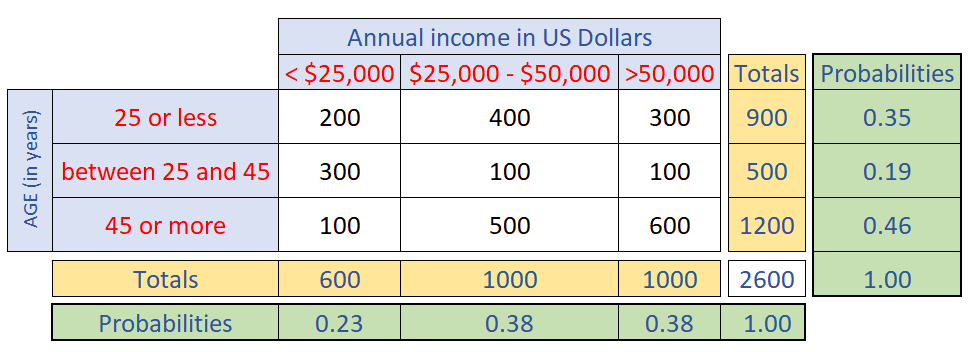 Annual income in US Dollars
< $25,000 $25,000 - $50,000 >50,000 Totals Probabilities
AGE (in years)
25 or less 200 400 300 900 0.35
between 25 and 45 300 100 100 500 0.19
45 or more 100 500 600 1200 0.46
Totals 600 1000 1000 2600 1.00
Probabilities 0.23 0.38 0.38 1.00